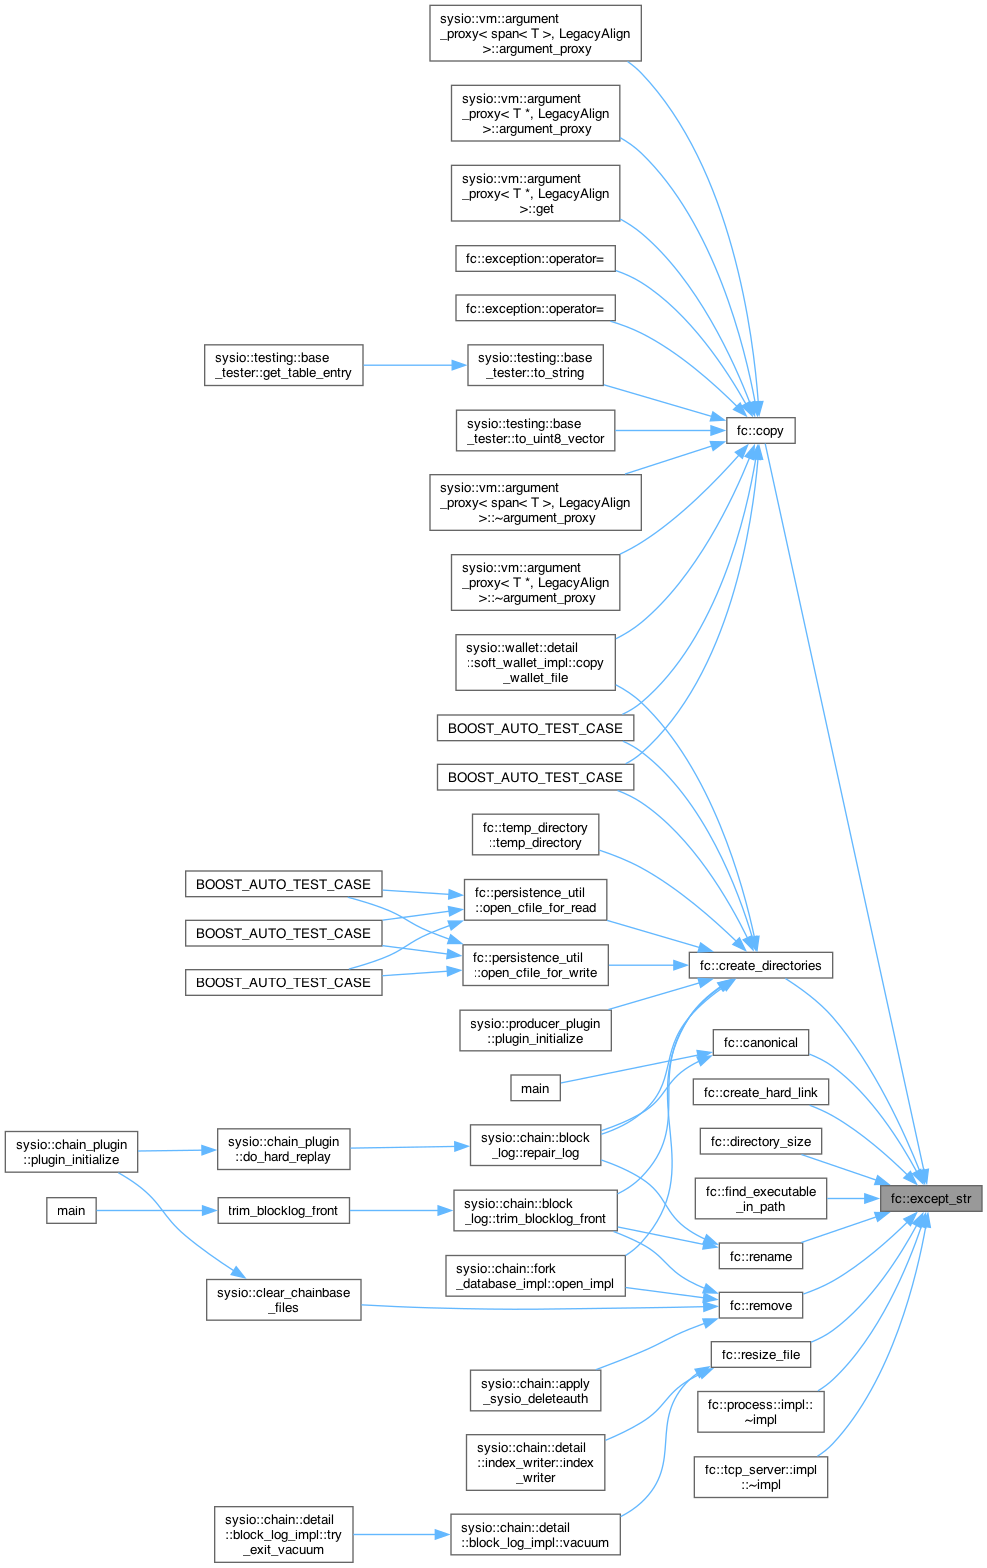 sysio::vm::argument
_proxy< span< T >, LegacyAlign
>::argument_proxy
sysio::vm::argument
_proxy< T *, LegacyAlign
>::argument_proxy
sysio::vm::argument
_proxy< T *, LegacyAlign
>::get
fc::exception::operator=
fc::exception::operator=
sysio::testing::base
_tester::get_table_entry
sysio::testing::base
_tester::to_string
sysio::testing::base
_tester::to_uint8_vector
fc::copy
sysio::vm::argument
_proxy< span< T >, LegacyAlign
>::~argument_proxy
sysio::vm::argument
_proxy< T *, LegacyAlign
>::~argument_proxy
sysio::wallet::detail
::soft_wallet_impl::copy
_wallet_file
BOOST_AUTO_TEST_CASE
BOOST_AUTO_TEST_CASE
fc::temp_directory
::temp_directory
BOOST_AUTO_TEST_CASE
fc::persistence_util
::open_cfile_for_read
BOOST_AUTO_TEST_CASE
fc::persistence_util
::open_cfile_for_write
fc::create_directories
BOOST_AUTO_TEST_CASE
sysio::producer_plugin
::plugin_initialize
fc::canonical
main
fc::create_hard_link
sysio::chain_plugin
::plugin_initialize
sysio::chain_plugin
::do_hard_replay
sysio::chain::block
_log::repair_log
fc::directory_size
fc::find_executable
_in_path
fc::except_str
main
trim_blocklog_front
sysio::chain::block
_log::trim_blocklog_front
fc::rename
sysio::chain::fork
_database_impl::open_impl
sysio::clear_chainbase
_files
fc::remove
fc::resize_file
sysio::chain::apply
_sysio_deleteauth
fc::process::impl::
~impl
sysio::chain::detail
::index_writer::index
_writer
fc::tcp_server::impl
::~impl
sysio::chain::detail
::block_log_impl::try
_exit_vacuum
sysio::chain::detail
::block_log_impl::vacuum